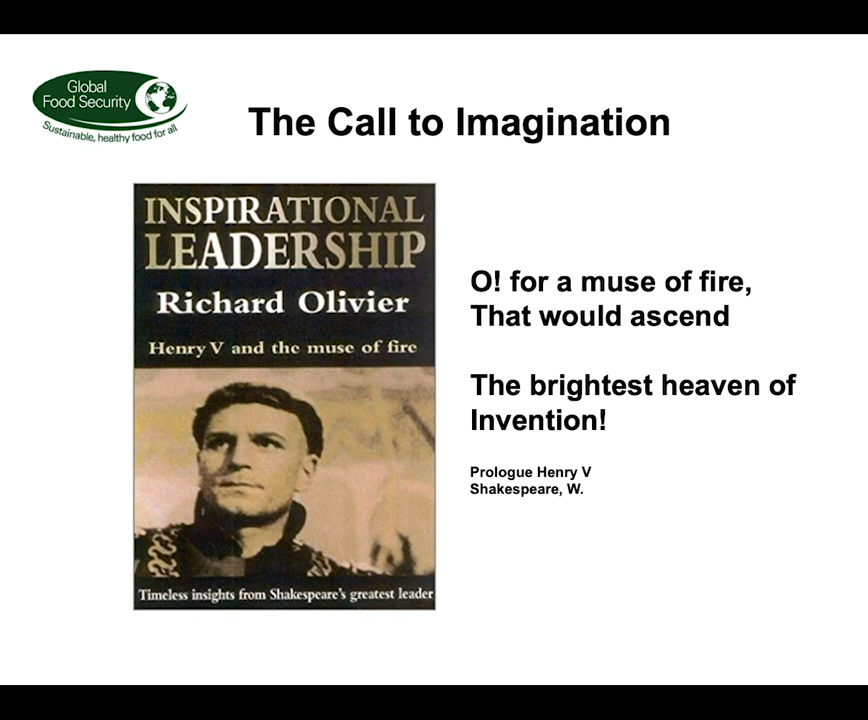 Global
Food Security
Sustainable, healthy food for all
The Call to Imagination
INSPIRATIONAL
LEADERSHIP
Richard Olivier
Henry V and the muse of fire
Timeless insights from Shakespeare's greatest leader
O! for a muse of fire,
That would ascend
The brightest heaven of
Invention!
Prologue Henry V
Shakespeare, W.